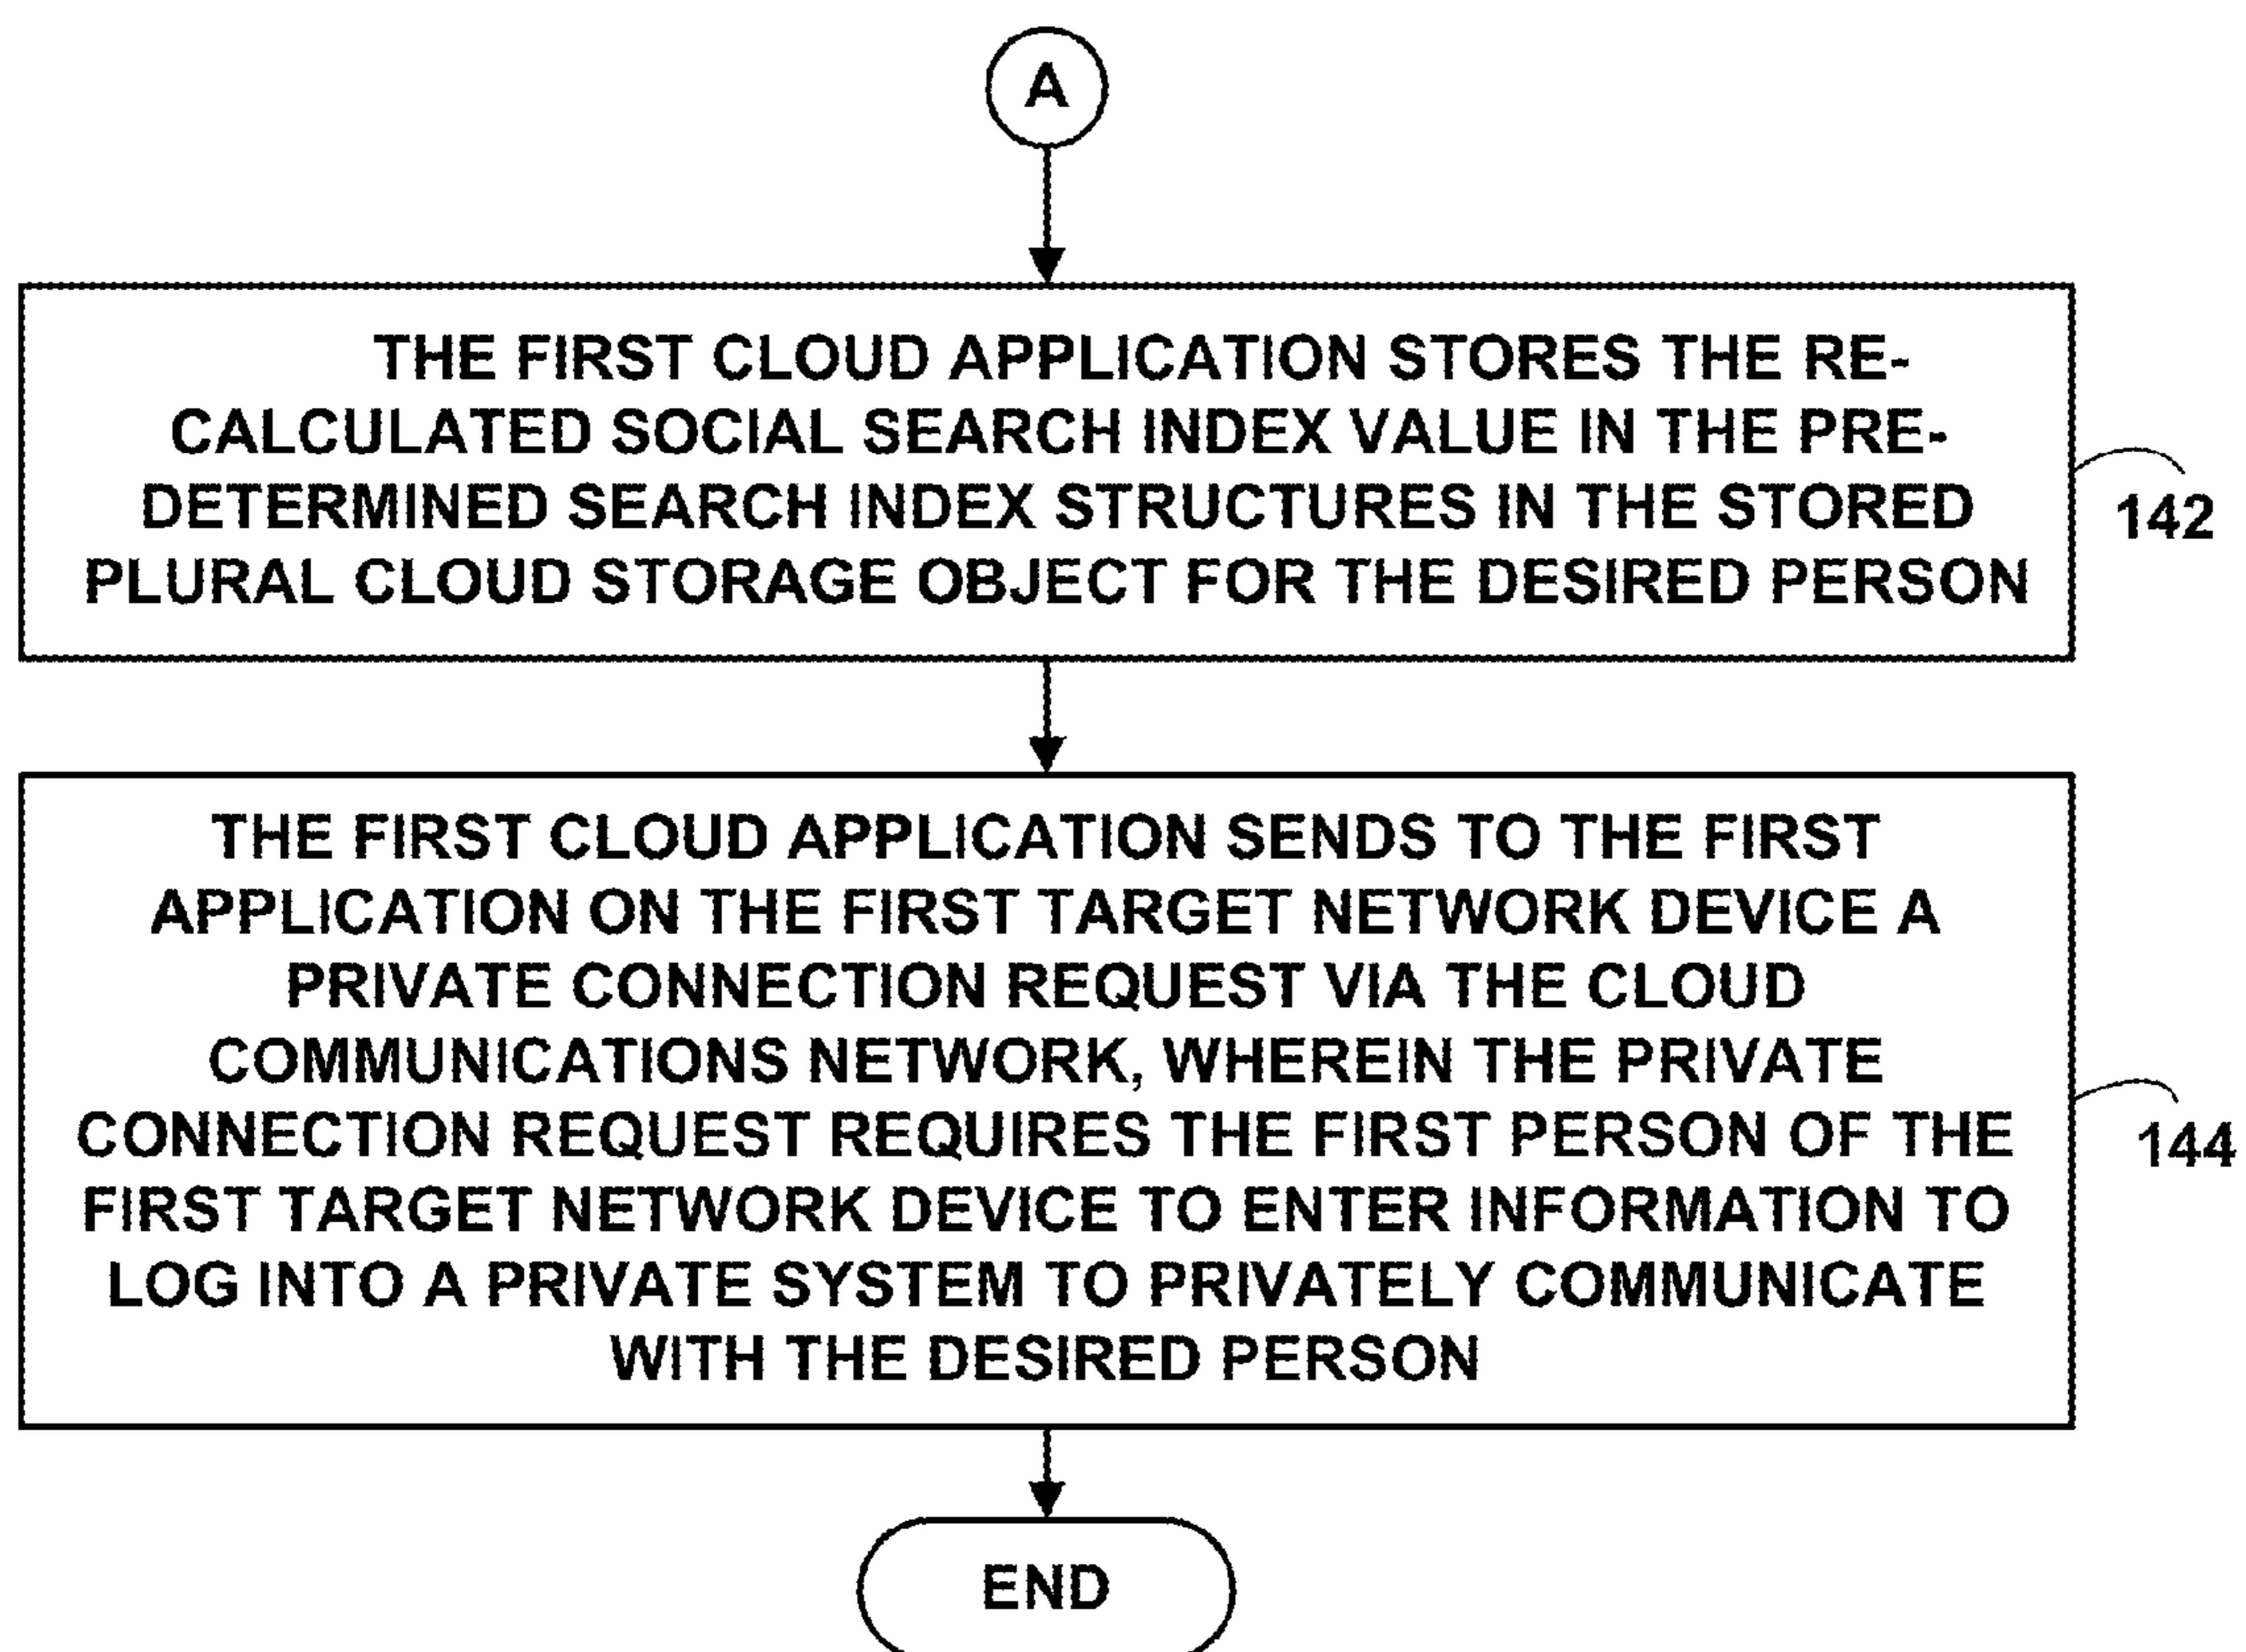 A
THE FIRST CLOUD APPLICATION STORES THE RE-
CALCULATED SOCIAL SEARCH INDEX VALUE IN THE PRE-
DETERMINED SEARCH INDEX STRUCTURES IN THE STORED
PLURAL CLOUD STORAGE OBJECT FOR THE DESIRED PERSON
142
THE FIRST CLOUD APPLICATION SENDS TO THE FIRST
APPLICATION ON THE FIRST TARGET NETWORK DEVICE A
PRIVATE CONNECTION REQUEST VIA THE CLOUD
COMMUNICATIONS NETWORK, WHEREIN THE PRIVATE
CONNECTION REQUEST REQUIRES THE FIRST PERSON OF THE
FIRST TARGET NETWORK DEVICE TO ENTER INFORMATION TO
LOG INTO A PRIVATE SYSTEM TO PRIVATELY COMMUNICATE
WITH THE DESIRED PERSON
144
END